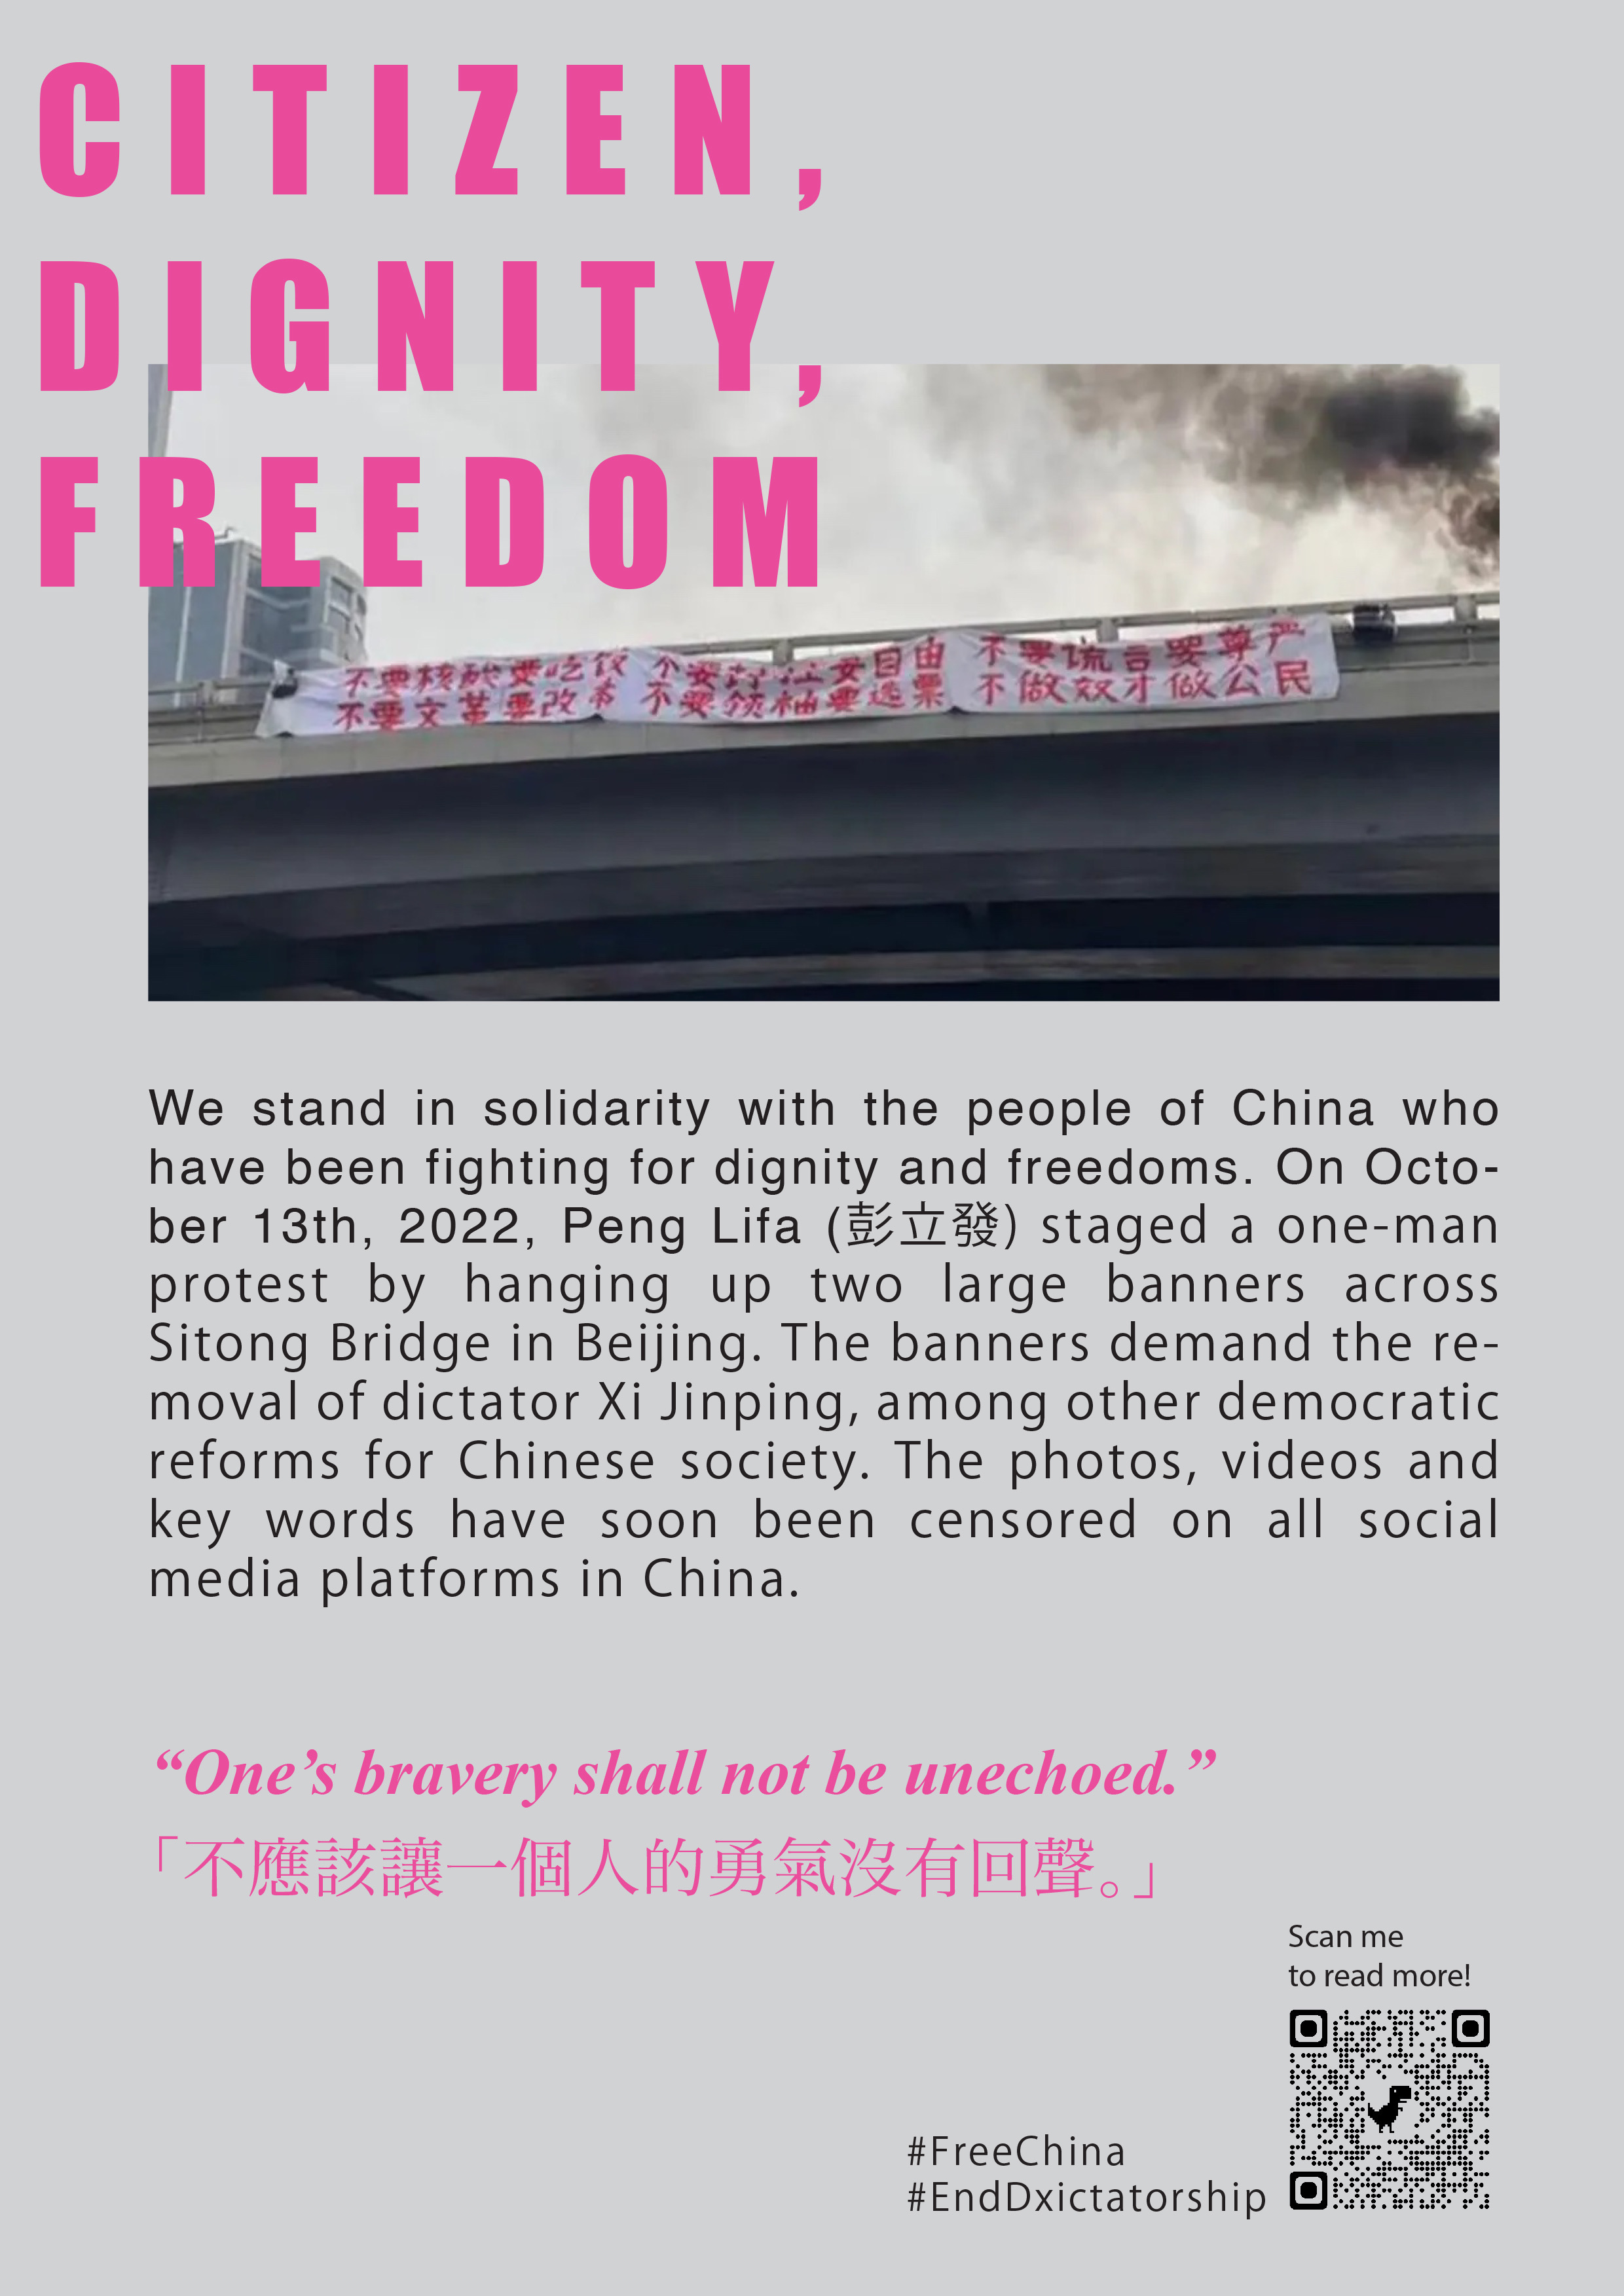 CITIZEN,
DIGNITY,
FREEDOM
不要核酸要吃饭 不要封控要自由 不要谎言要尊严
不要文革要改革 不要领袖要选票 不做奴才做公民
We stand in solidarity with the people of China who
have been fighting for dignity and freedoms. On Octo-
ber 13th, 2022, Peng Lifa (彭立發) staged a one-man
protest by hanging up two large banners across
Sitong Bridge in Beijing. The banners demand the re-
moval of dictator Xi Jinping, among other democratic
reforms for Chinese society. The photos, videos and
key words have soon been censored on all social
media platforms in China.
“One’s bravery shall not be unechoed.”
「不應該讓一個人的勇氣沒有回聲。」
Scan me
to read more!
#FreeChina
#EndDxictatorship